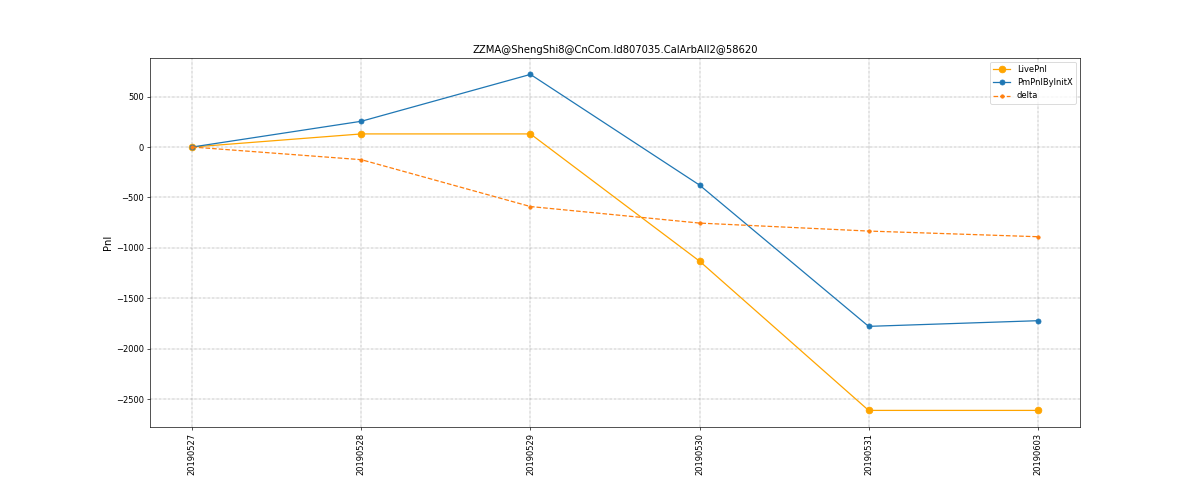 ZZMA@ShengShi8@CnCom.Id807035.CalArbAll2@58620
LivePnl
PmPnlByInitX
delta
500
0
−500
−1000
−1500
−2000
−2500
Pnl
20190527
20190528
20190529
20190530
20190531
20190603